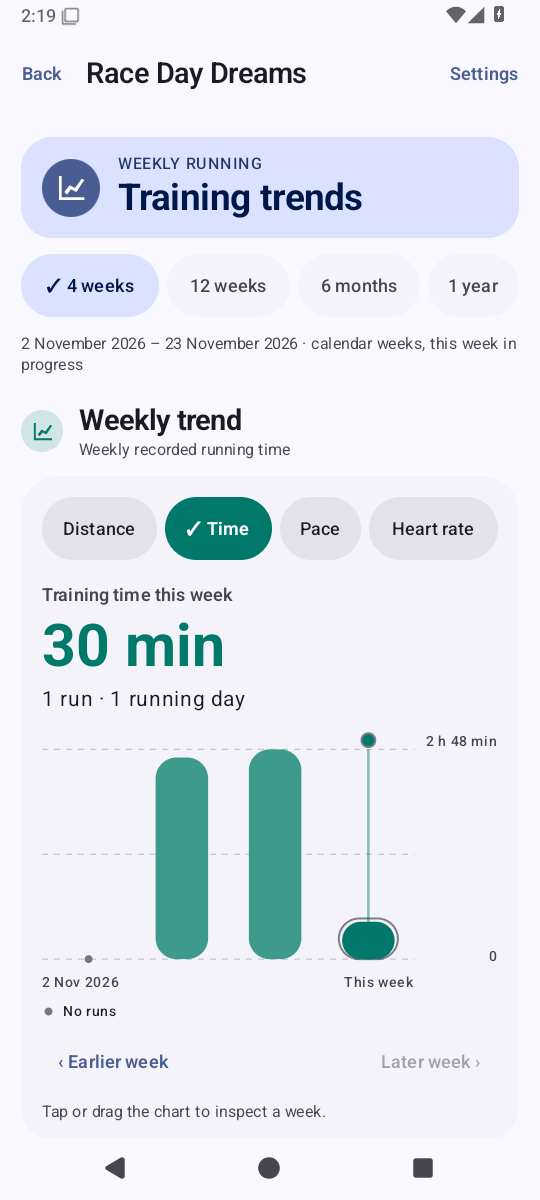 2:19
Back Race Day Dreams Settings
WEEKLY RUNNING
Training trends
✓ 4 weeks 12 weeks 6 months 1 year
2 November 2026 – 23 November 2026 · calendar weeks, this week in
progress
Weekly trend
Weekly recorded running time
Distance ✓ Time Pace Heart rate
Training time this week
30 min
1 run · 1 running day
2 h 48 min
0
2 Nov 2026 This week
No runs
‹ Earlier week Later week ›
Tap or drag the chart to inspect a week.